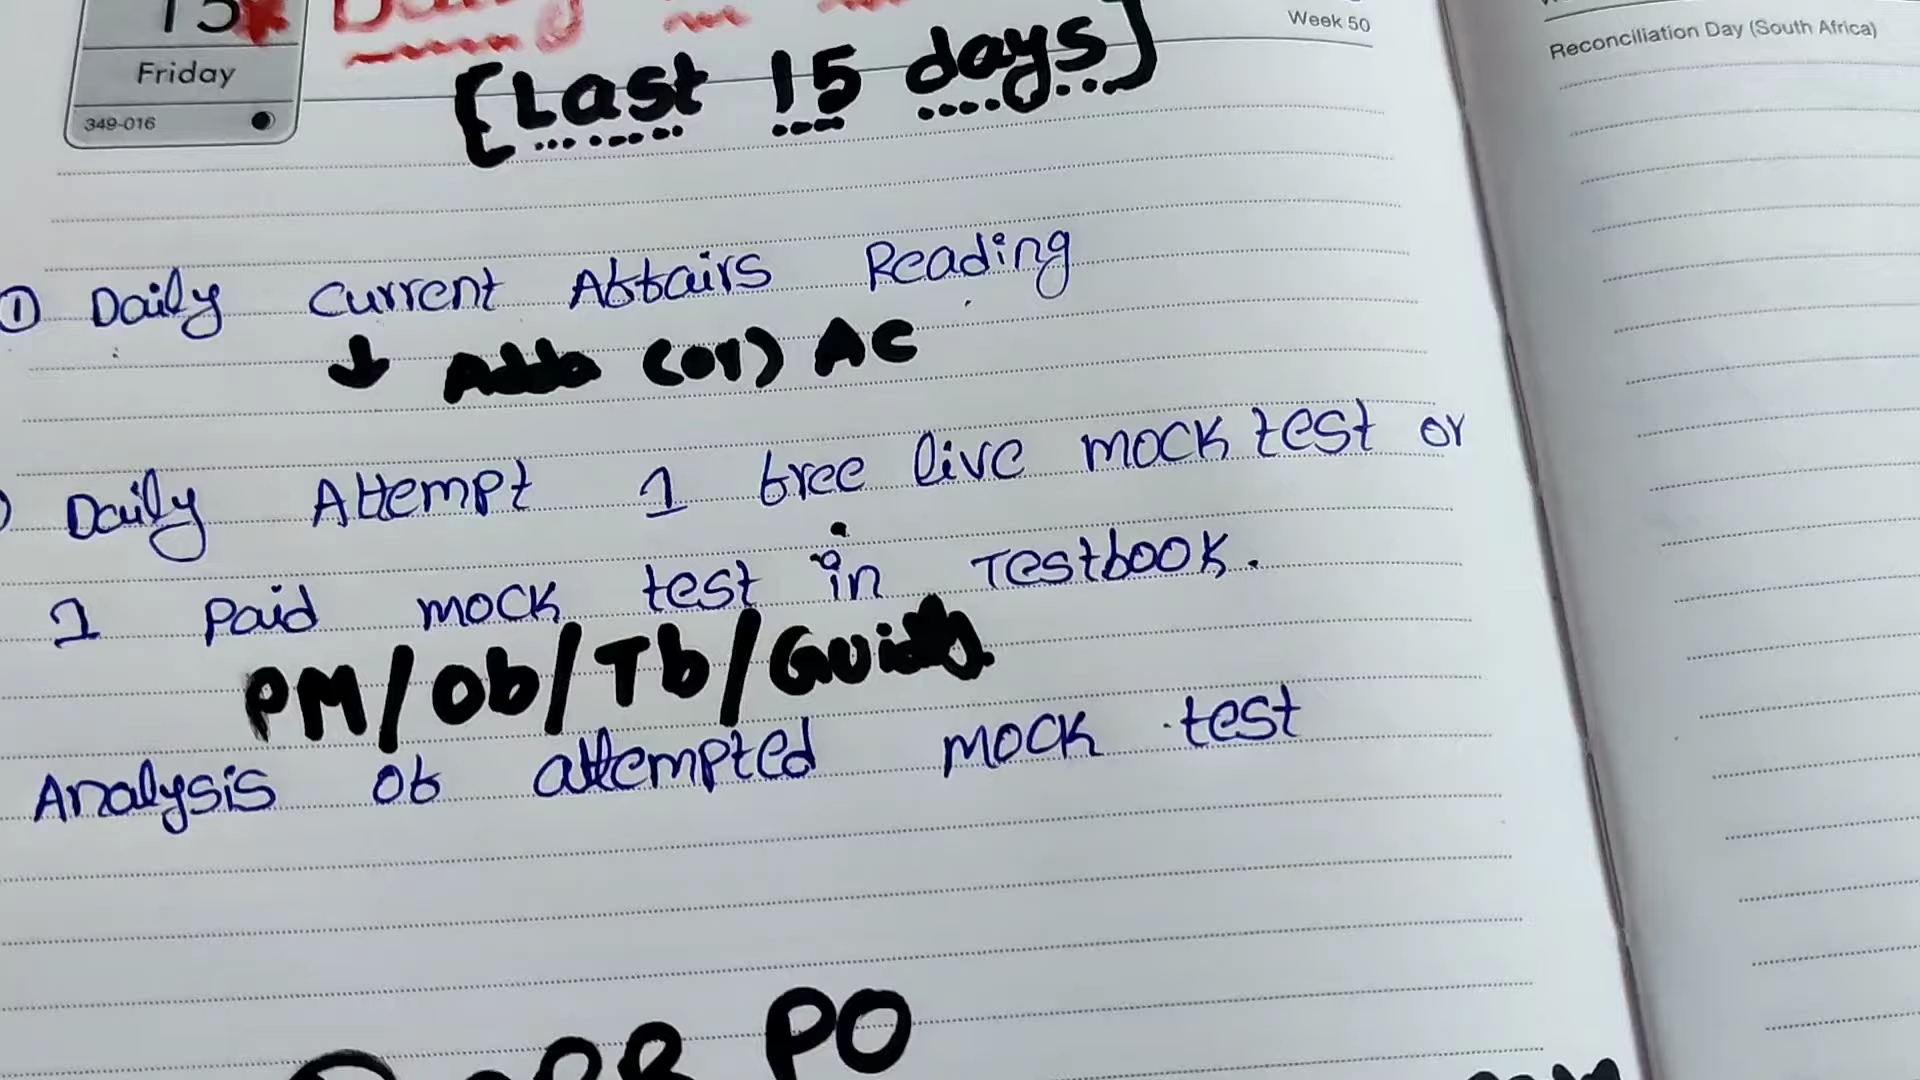 15
Friday
349-016
Week 50
Reconciliation Day (South Africa)
[Last 15 days]
① Daily current Affairs Reading
↓ Adda (or) AC
Daily Attempt 1 free live mock test or
1 Paid mock test in Testbook.
PM/Ob/Tb/Guidely
Analysis of attempted mock test
PO